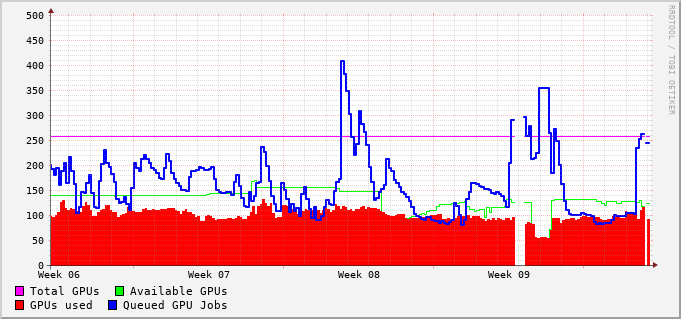 500
450
400
350
300
250
200
150
100
50
0
Week 06 Week 07 Week 08 Week 09
Total GPUs Available GPUs
GPUs used Queued GPU Jobs
RRDTOOL / TOBI OETIKER